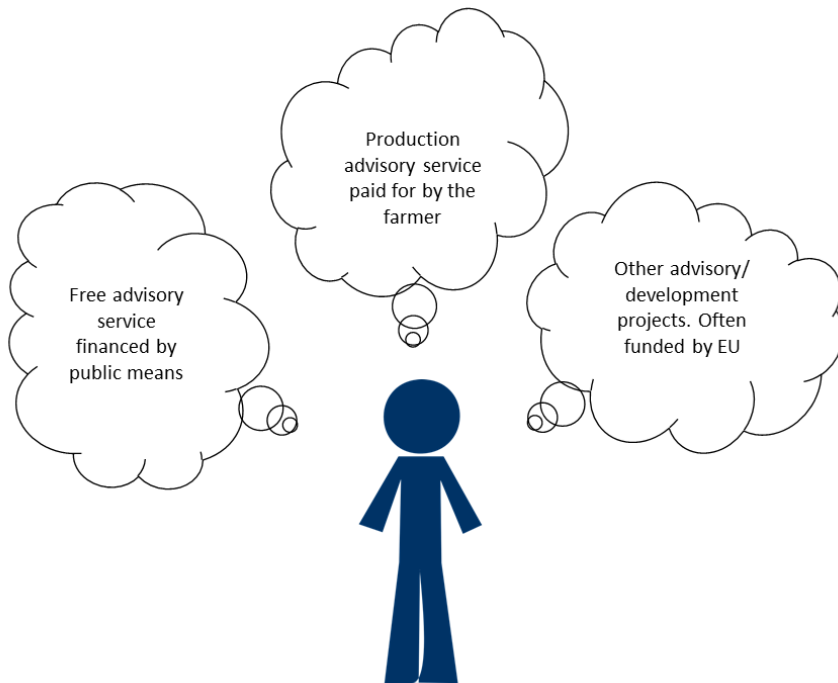 Free advisory
service
financed by
public means
Production
advisory service
paid for by the
farmer
Other advisory/
development
projects. Often
funded by EU